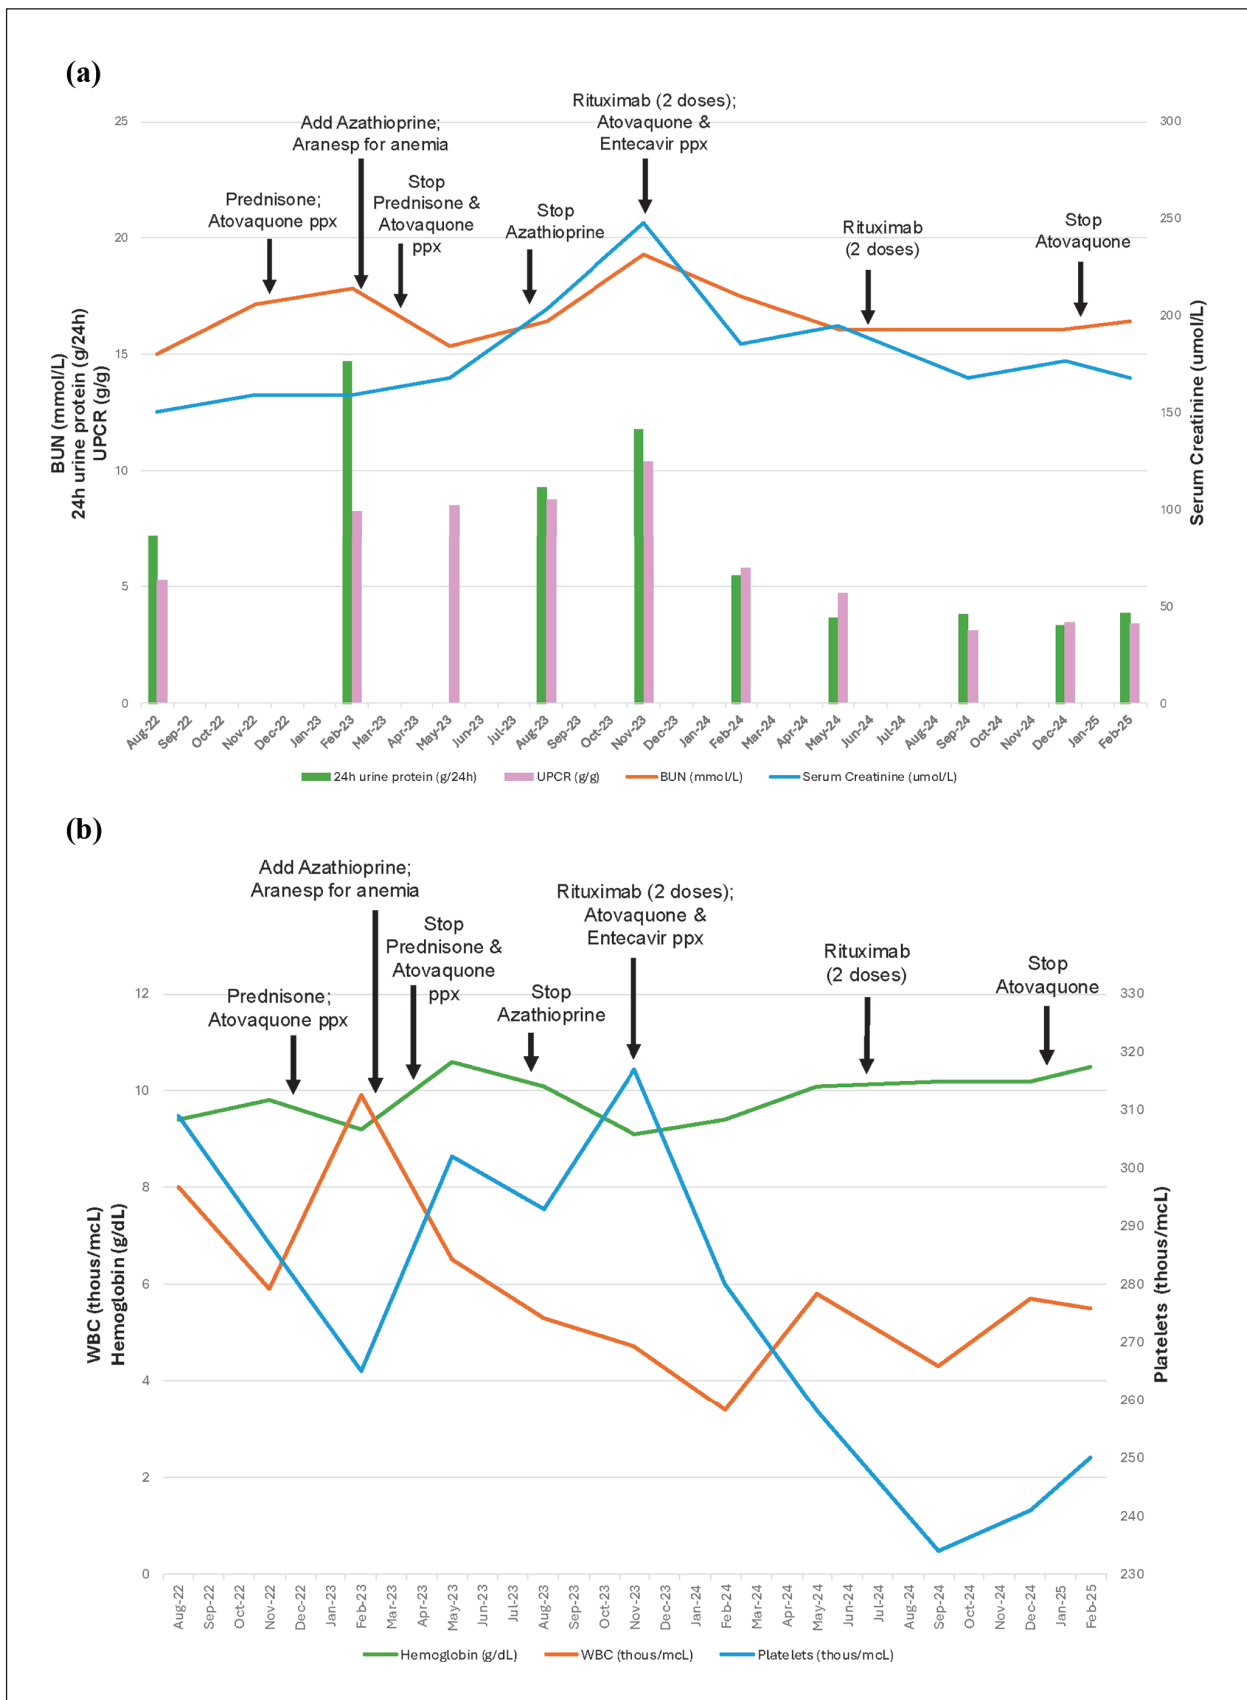 (a)
Rituximab (2 doses);
Atovaquone &
Entecavir ppx
Add Azathioprine;
Aranesp for anemia
Stop
Prednisone &
Atovaquone
ppx
Prednisone;
Atovaquone ppx
Stop
Azathioprine
Rituximab
(2 doses)
Stop
Atovaquone
25
20
15
10
5
0
300
250
200
150
100
50
0
BUN (mmol/L)
24h urine protein (g/24h)
UPCR (g/g)
Serum Creatinine (umol/L)
Aug-22
Sep-22
Oct-22
Nov-22
Dec-22
Jan-23
Feb-23
Mar-23
Apr-23
May-23
Jun-23
Jul-23
Aug-23
Sep-23
Oct-23
Nov-23
Dec-23
Jan-24
Feb-24
Mar-24
Apr-24
May-24
Jun-24
Jul-24
Aug-24
Sep-24
Oct-24
Nov-24
Dec-24
Jan-25
Feb-25
24h urine protein (g/24h)
UPCR (g/g)
BUN (mmol/L)
Serum Creatinine (umol/L)
(b)
Add Azathioprine;
Aranesp for anemia
Rituximab (2 doses);
Atovaquone &
Entecavir ppx
Stop
Prednisone &
Atovaquone
ppx
Prednisone;
Atovaquone ppx
Stop
Azathioprine
Rituximab
(2 doses)
Stop
Atovaquone
12
10
8
6
4
2
0
330
320
310
300
290
280
270
260
250
240
230
WBC (thous/mcL)
Hemoglobin (g/dL)
Platelets (thous/mcL)
Aug-22
Sep-22
Oct-22
Nov-22
Dec-22
Jan-23
Feb-23
Mar-23
Apr-23
May-23
Jun-23
Jul-23
Aug-23
Sep-23
Oct-23
Nov-23
Dec-23
Jan-24
Feb-24
Mar-24
Apr-24
May-24
Jun-24
Jul-24
Aug-24
Sep-24
Oct-24
Nov-24
Dec-24
Jan-25
Feb-25
Hemoglobin (g/dL)
WBC (thous/mcL)
Platelets (thous/mcL)